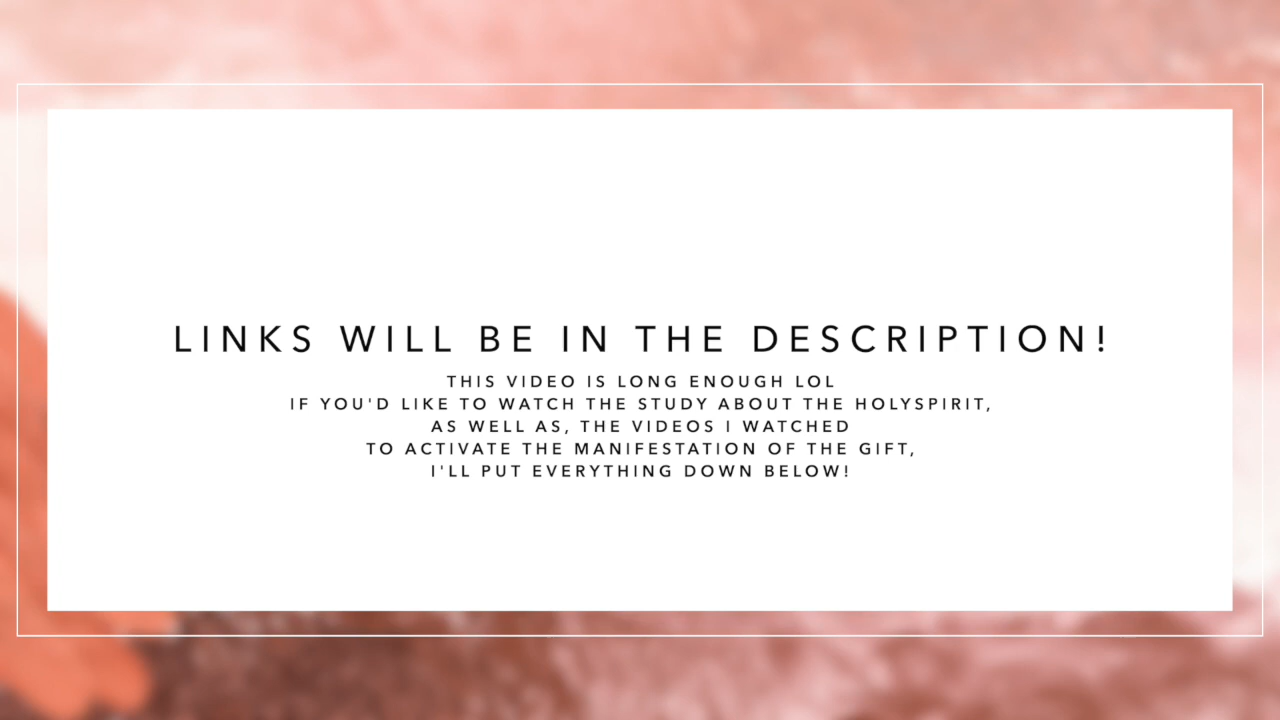 LINKS WILL BE IN THE DESCRIPTION!
THIS VIDEO IS LONG ENOUGH LOL
IF YOU'D LIKE TO WATCH THE STUDY ABOUT THE HOLYSPIRIT,
AS WELL AS, THE VIDEOS I WATCHED
TO ACTIVATE THE MANIFESTATION OF THE GIFT,
I'LL PUT EVERYTHING DOWN BELOW!